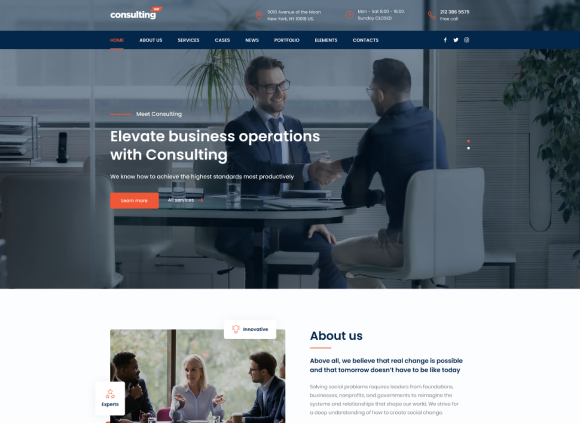 consulting
3010 Avenue of the Moon
New York, NY 10018 US.
Mon - Sat 8:00 - 18:00.
Sunday CLOSED
212 386 5575
Free call
HOME ABOUT US SERVICES CASES NEWS PORTFOLIO ELEMENTS CONTACTS
Meet Consulting
Elevate business operations
with Consulting
We know how to achieve the highest standards most productively
Learn more
All services
Innovative
Experts
About us
Above all, we believe that real change is possible
and that tomorrow doesn't have to be like today
Solving social problems requires leaders from foundations,
businesses, nonprofits, and governments to reimagine the
systems and relationships that shape our world. We strive for
a deep understanding of how to create social change.